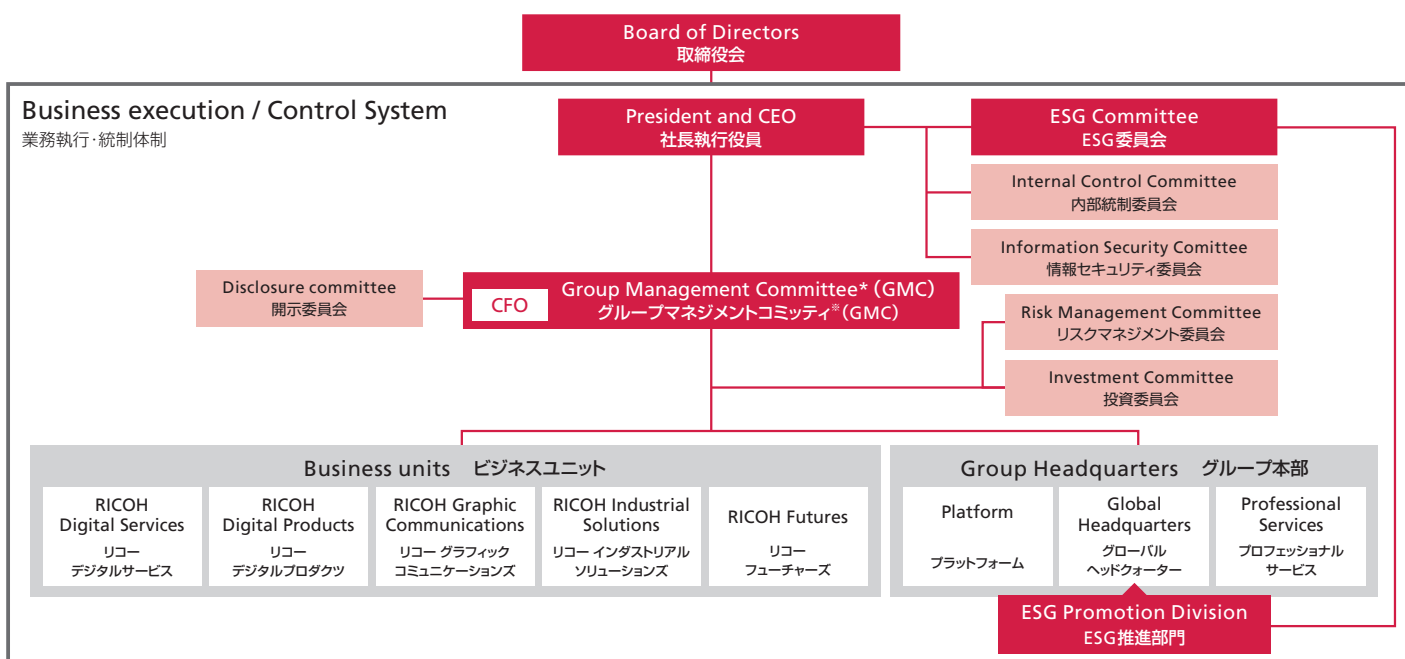 Board of Directors
取締役会
Business execution / Control System
業務執行・統制体制
President and CEO
社長執行役員
ESG Committee
ESG委員会
Internal Control Committee
内部統制委員会
Information Security Comittee
情報セキュリティ委員会
Disclosure committee
開示委員会
CFO
Group Management Committee* (GMC)
グループマネジメントコミッティ※(GMC)
Risk Management Committee
リスクマネジメント委員会
Investment Committee
投資委員会
Business units ビジネスユニット
RICOH
Digital Services
リコー
デジタルサービス
RICOH
Digital Products
リコー
デジタルプロダクツ
RICOH Graphic
Communications
リコー グラフィック
コミュニケーションズ
RICOH Industrial
Solutions
リコー インダストリアル
ソリューションズ
RICOH Futures
リコー
フューチャーズ
Group Headquarters グループ本部
Platform
プラットフォーム
Global
Headquarters
グローバル
ヘッドクォーター
Professional
Services
プロフェッショナル
サービス
ESG Promotion Division
ESG推進部門